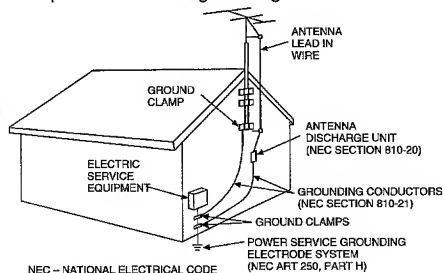 ANTENNA
LEAD IN
WIRE
GROUND
CLAMP
ANTENNA
DISCHARGE UNIT
(NEC SECTION 810-20)
ELECTRIC
SERVICE
EQUIPMENT
GROUNDING CONDUCTORS
(NEC SECTION 810-21)
GROUND CLAMPS
POWER SERVICE GROUNDING
ELECTRODE SYSTEM
(NEC ART 250, PART H)
NEC – NATIONAL ELECTRICAL CODE